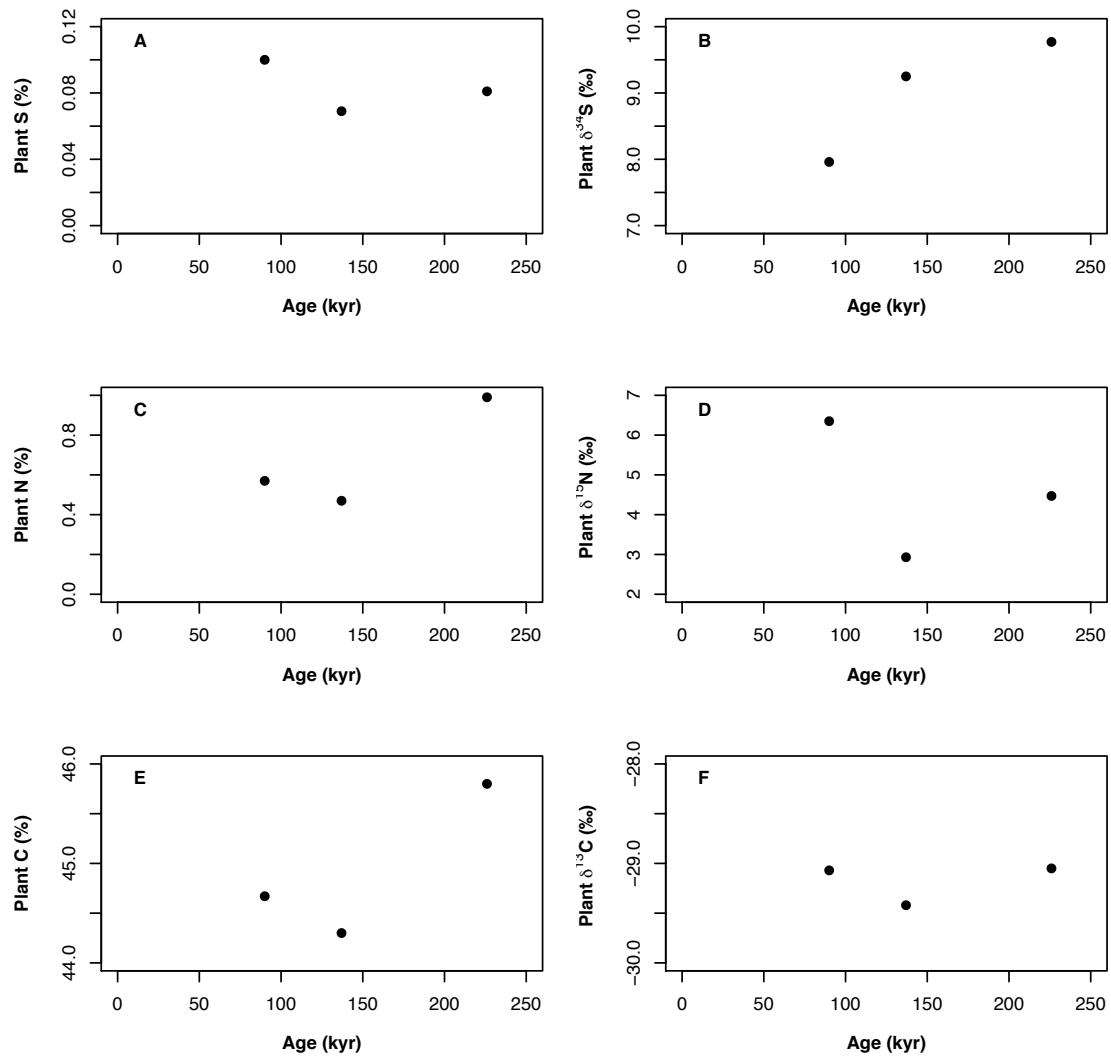 A
Plant S (%)
0.00 0.04 0.08 0.12
0 50 100 150 200 250
Age (kyr)
B
Plant δ³⁴S (‰)
7.0 8.0 9.0 10.0
0 50 100 150 200 250
Age (kyr)
C
Plant N (%)
0.0 0.4 0.8
0 50 100 150 200 250
Age (kyr)
D
Plant δ¹⁵N (‰)
2 3 4 5 6 7
0 50 100 150 200 250
Age (kyr)
E
Plant C (%)
44.0 45.0 46.0
0 50 100 150 200 250
Age (kyr)
F
Plant δ¹³C (‰)
−30.0 −29.0 −28.0
0 50 100 150 200 250
Age (kyr)